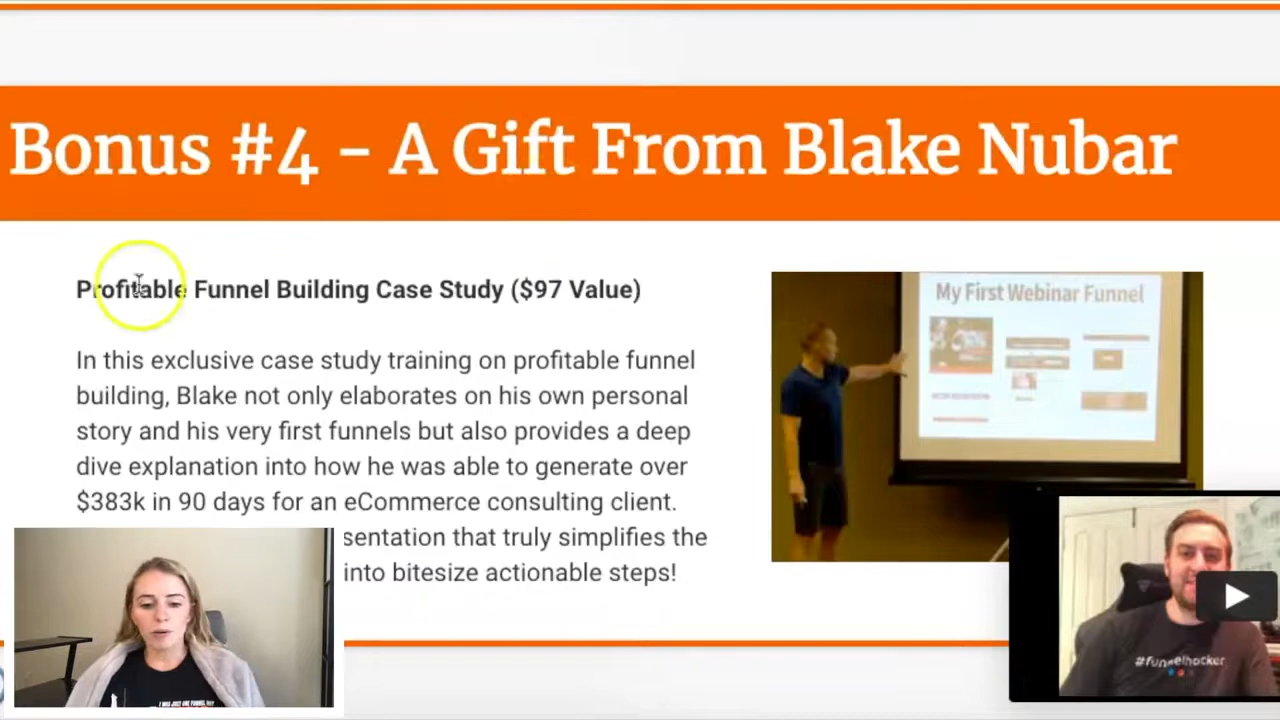 Bonus #4 - A Gift From Blake Nubar
Profitable Funnel Building Case Study ($97 Value)
In this exclusive case study training on profitable funnel
building, Blake not only elaborates on his own personal
story and his very first funnels but also provides a deep
dive explanation into how he was able to generate over
$383k in 90 days for an eCommerce consulting client.
sentation that truly simplifies the
into bitesize actionable steps!
My First Webinar Funnel
#funnelhacker